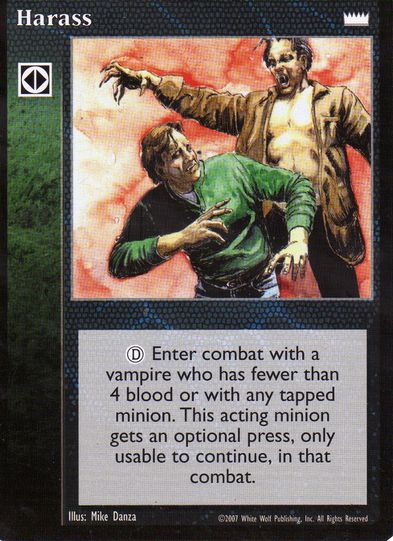 Harass
D Enter combat with a
vampire who has fewer than
4 blood or with any tapped
minion. This acting minion
gets an optional press, only
usable to continue, in that
combat.
Illus: Mike Danza
©2007 White Wolf Publishing, Inc. All Rights Reserved